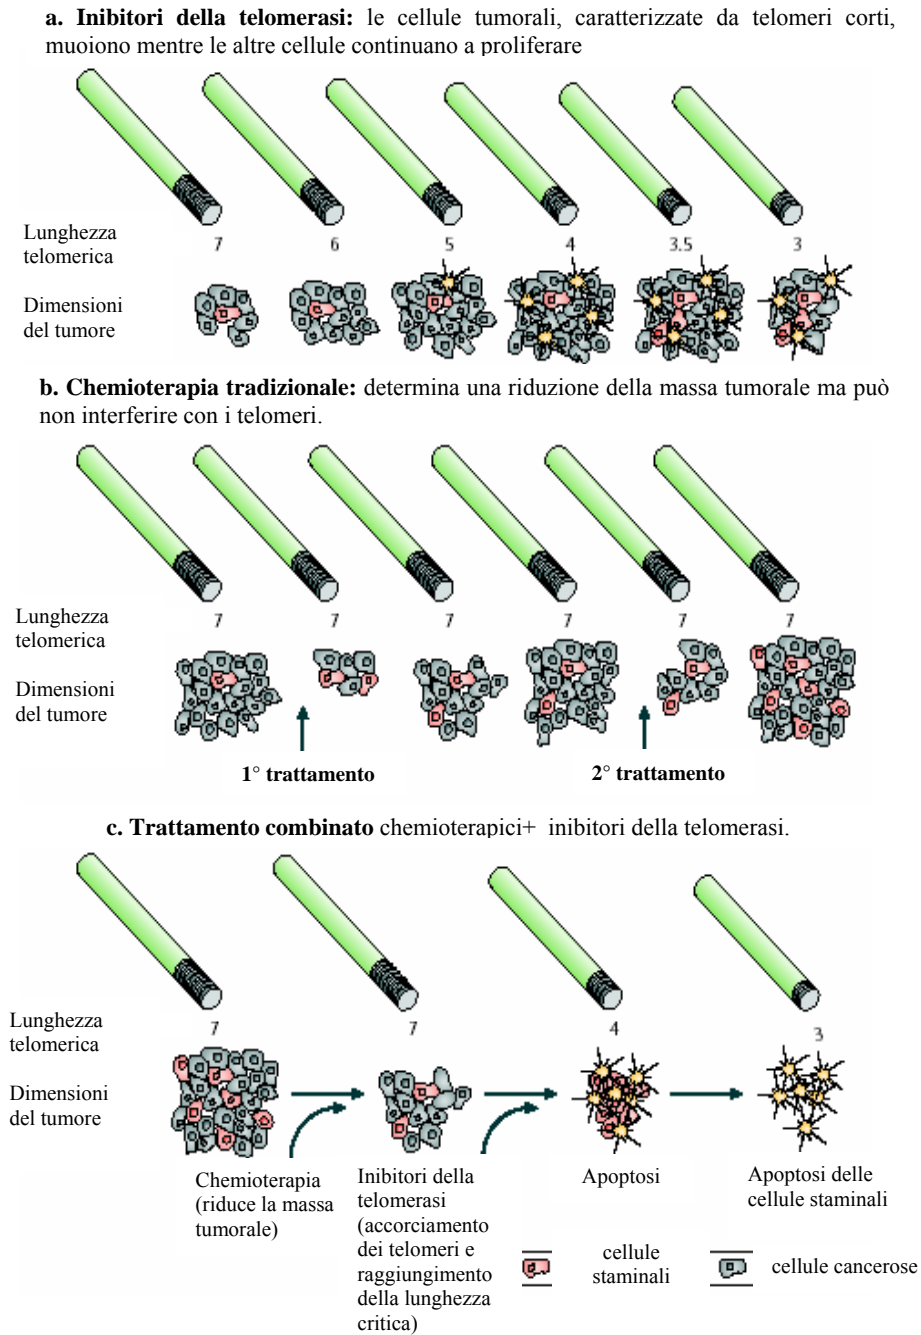 a. Inibitori della telomerasi: le cellule tumorali, caratterizzate da telomeri corti,
muoiono mentre le altre cellule continuano a proliferare
Lunghezza
telomerica
7 6 5 4 3.5 3
Dimensioni
del tumore
b. Chemioterapia tradizionale: determina una riduzione della massa tumorale ma può
non interferire con i telomeri.
Lunghezza
telomerica
7 7 7 7 7 7
Dimensioni
del tumore
1° trattamento
2° trattamento
c. Trattamento combinato chemioterapici+ inibitori della telomerasi.
Lunghezza
telomerica
7 7 4 3
Dimensioni
del tumore
Chemioterapia
(riduce la massa
tumorale)
Inibitori della
telomerasi
(accorciamento
dei telomeri e
raggiungimento
della lunghezza
critica)
Apoptosi
Apoptosi delle
cellule staminali
cellule
staminali
cellule cancerose